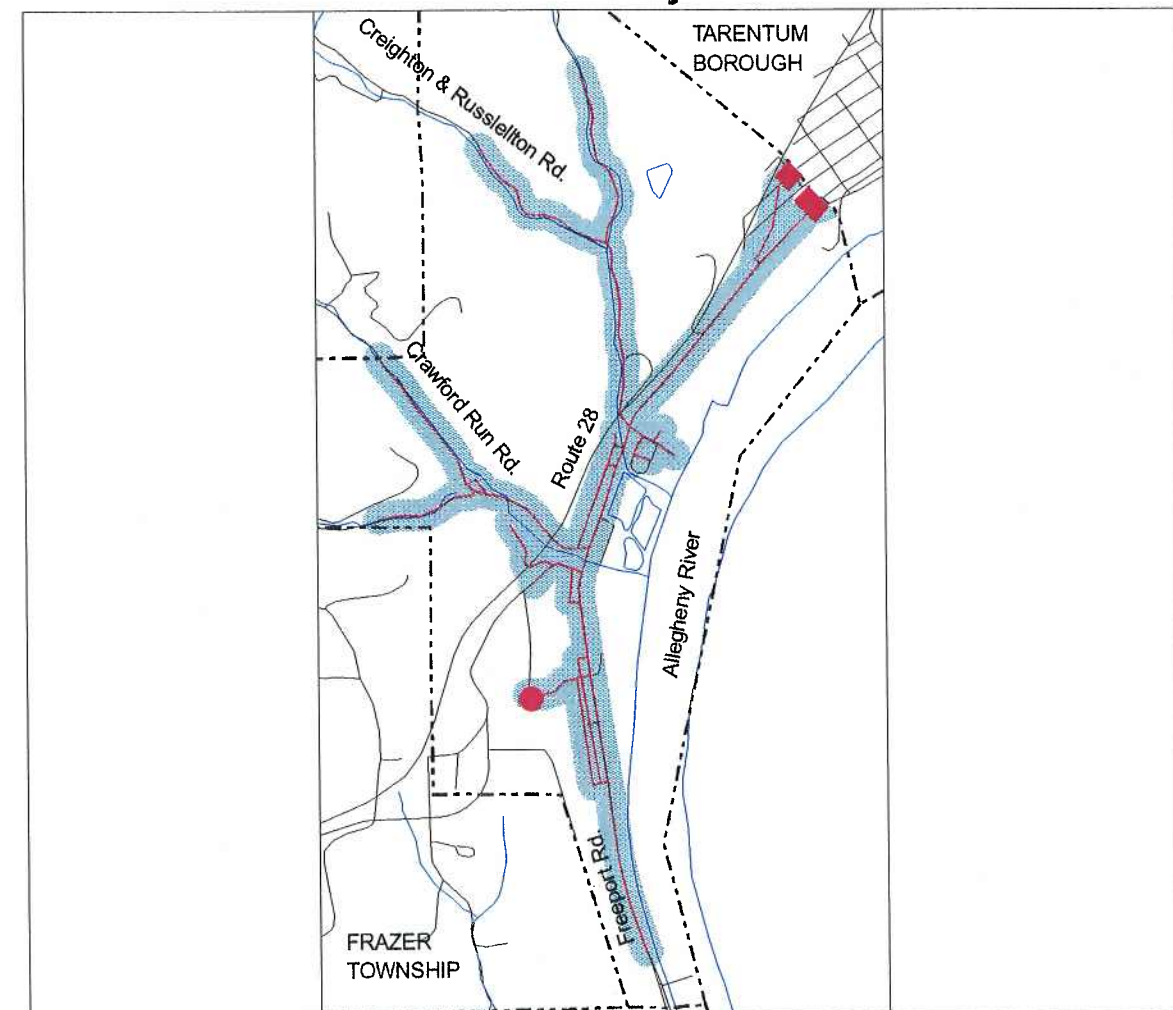 TARENTUM
BOROUGH
Creighton & Russlellton Rd.
Crawford Run Rd.
Route 28
Allegheny River
Freeport Rd.
FRAZER
TOWNSHIP